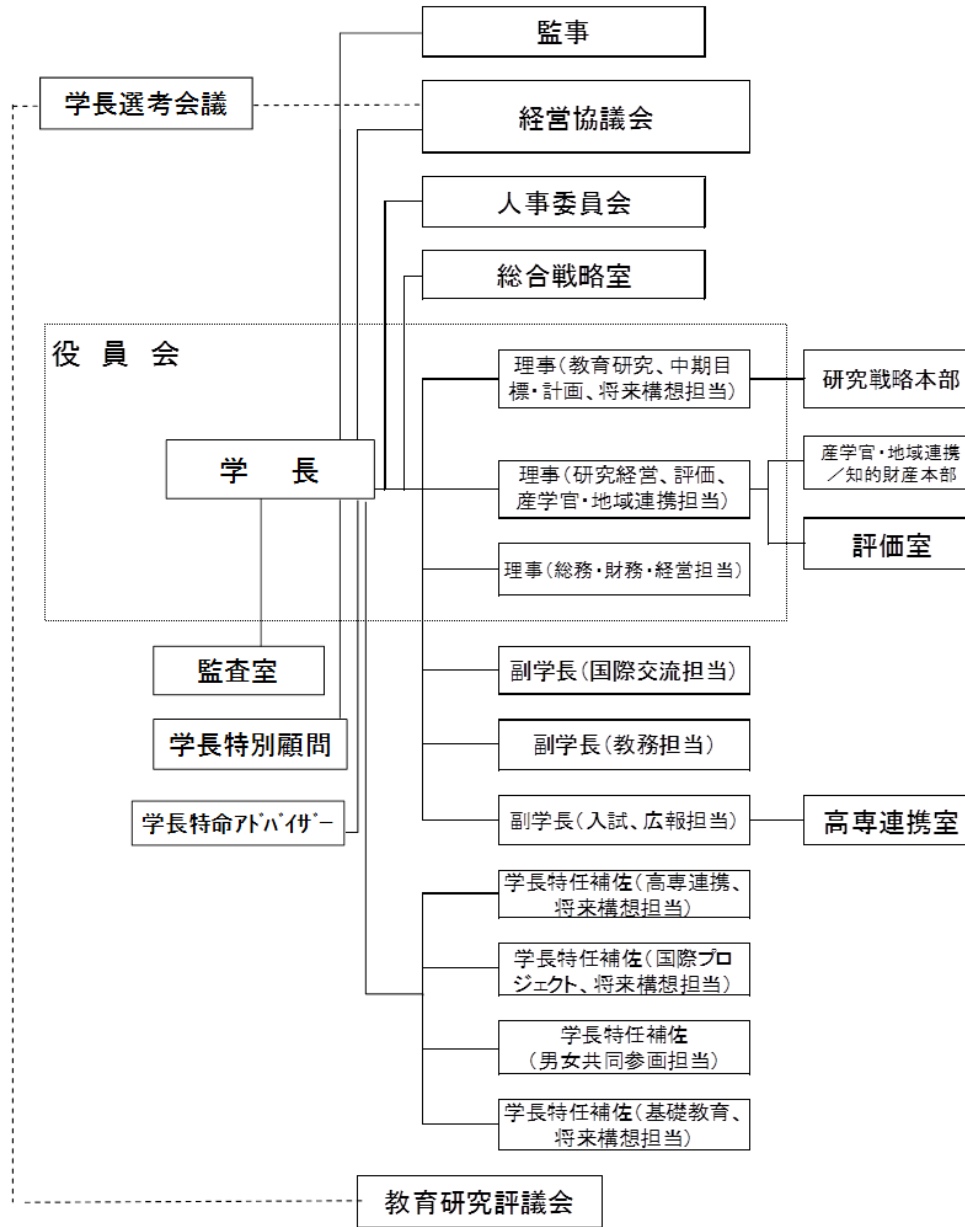 監事
学長選考会議
経営協議会
人事委員会
総合戦略室
役員会
理事(教育研究、中期目
標・計画、将来構想担当)
研究戦略本部
学長
理事(研究経営、評価、
産学官・地域連携担当)
産学官・地域連携
／知的財産本部
評価室
理事(総務・財務・経営担当)
監査室
副学長(国際交流担当)
学長特別顧問
副学長(教務担当)
学長特命ｱﾄﾞﾊﾞｲｻﾞｰ
副学長(入試、広報担当)
高専連携室
学長特任補佐(高専連携、
将来構想担当)
学長特任補佐(国際プロ
ジェクト、将来構想担当)
学長特任補佐
(男女共同参画担当)
学長特任補佐(基礎教育、
将来構想担当)
教育研究評議会